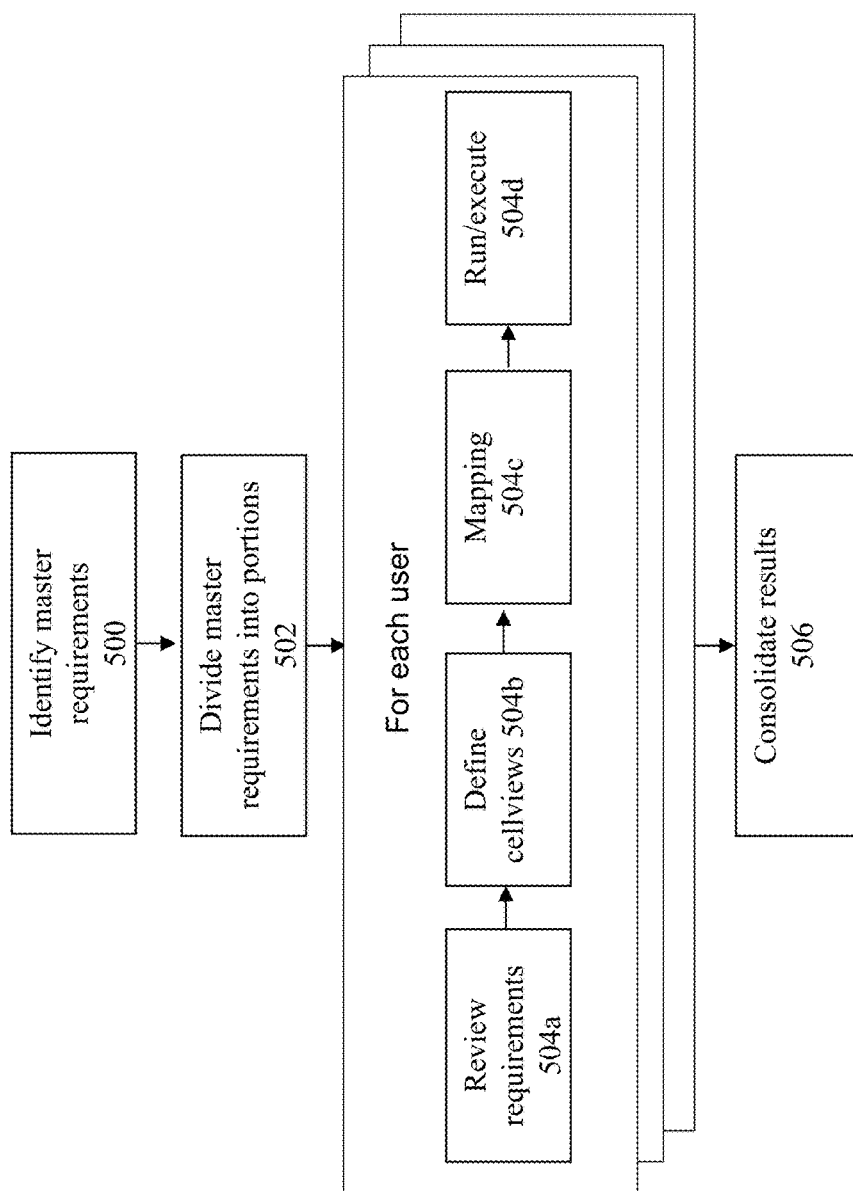 Identify master
requirements
500
Divide master
requirements into portions
502
For each user
Review
requirements
504a
Define
cellviews 504b
Mapping
504c
Run/execute
504d
Consolidate results
506